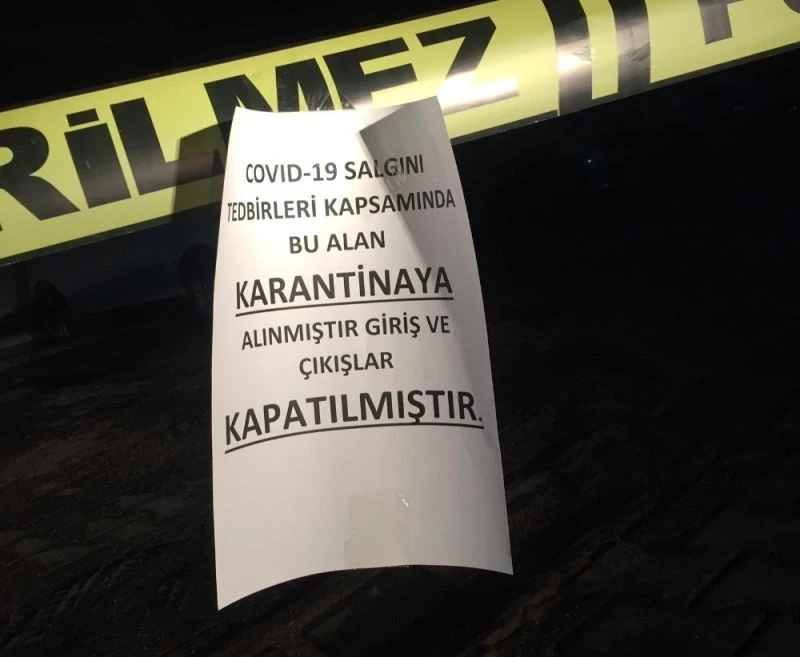 RİLMEZ
COVID-19 SALGINI
TEDBİRLERİ KAPSAMINDA
BU ALAN
KARANTİNAYA
ALINMIŞTIR GİRİŞ VE
ÇIKIŞLAR
KAPATILMIŞTIR.